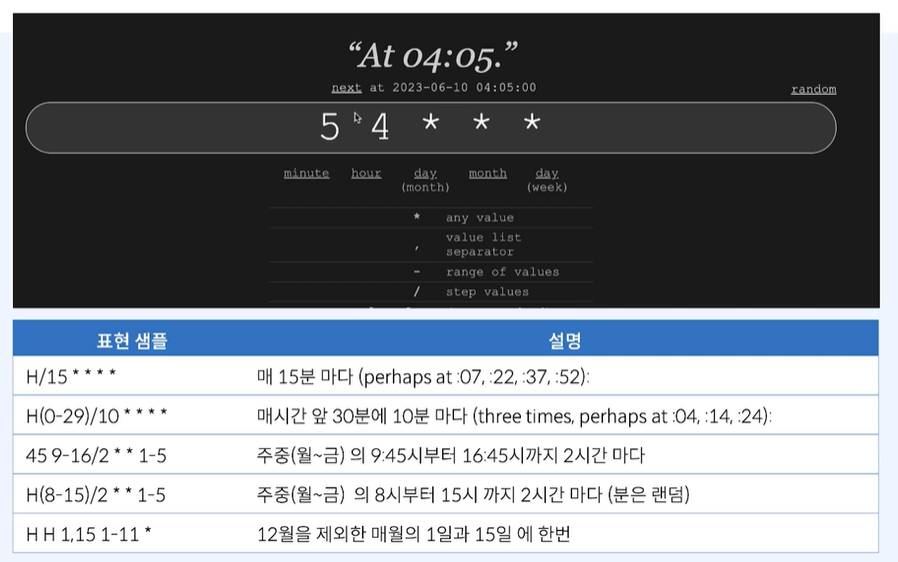 “At 04:05.”
next at 2023-06-10 04:05:00
random
5 4 * * *
minute hour day (month) month day (week)
* any value
, value list separator
- range of values
/ step values
표현 샘플 설명
H/15 * * * * 매 15분 마다 (perhaps at :07, :22, :37, :52):
H(0-29)/10 * * * * 매시간 앞 30분에 10분 마다 (three times, perhaps at :04, :14, :24):
45 9-16/2 * * 1-5 주중(월~금) 의 9:45시부터 16:45시까지 2시간 마다
H(8-15)/2 * * 1-5 주중(월~금) 의 8시부터 15시 까지 2시간 마다 (분은 랜덤)
H H 1,15 1-11 * 12월을 제외한 매월의 1일과 15일 에 한번